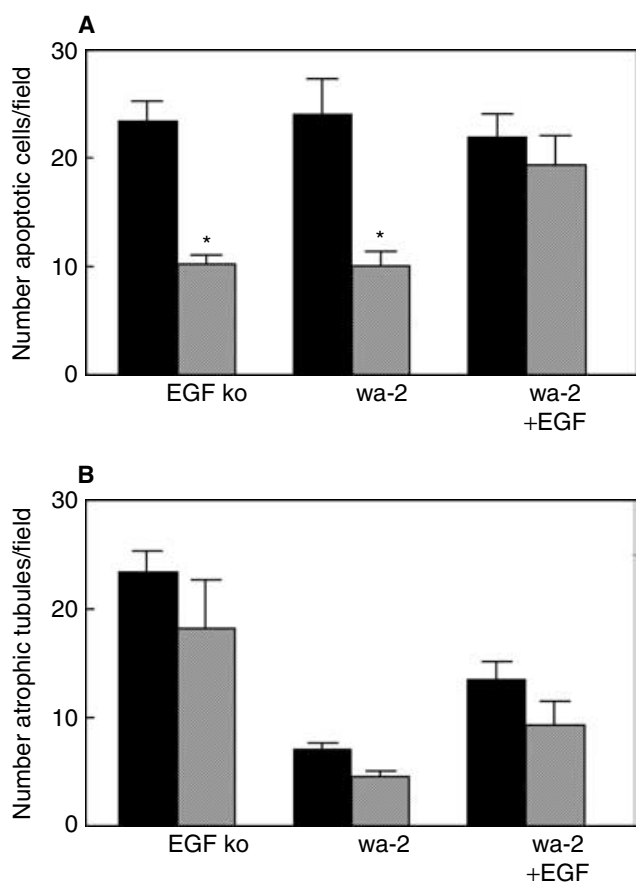 A
Number apoptotic cells/field
30
20
10
0
*
*
EGF ko
wa-2
wa-2
+EGF
B
Number atrophic tubules/field
30
20
10
0
EGF ko
wa-2
wa-2
+EGF